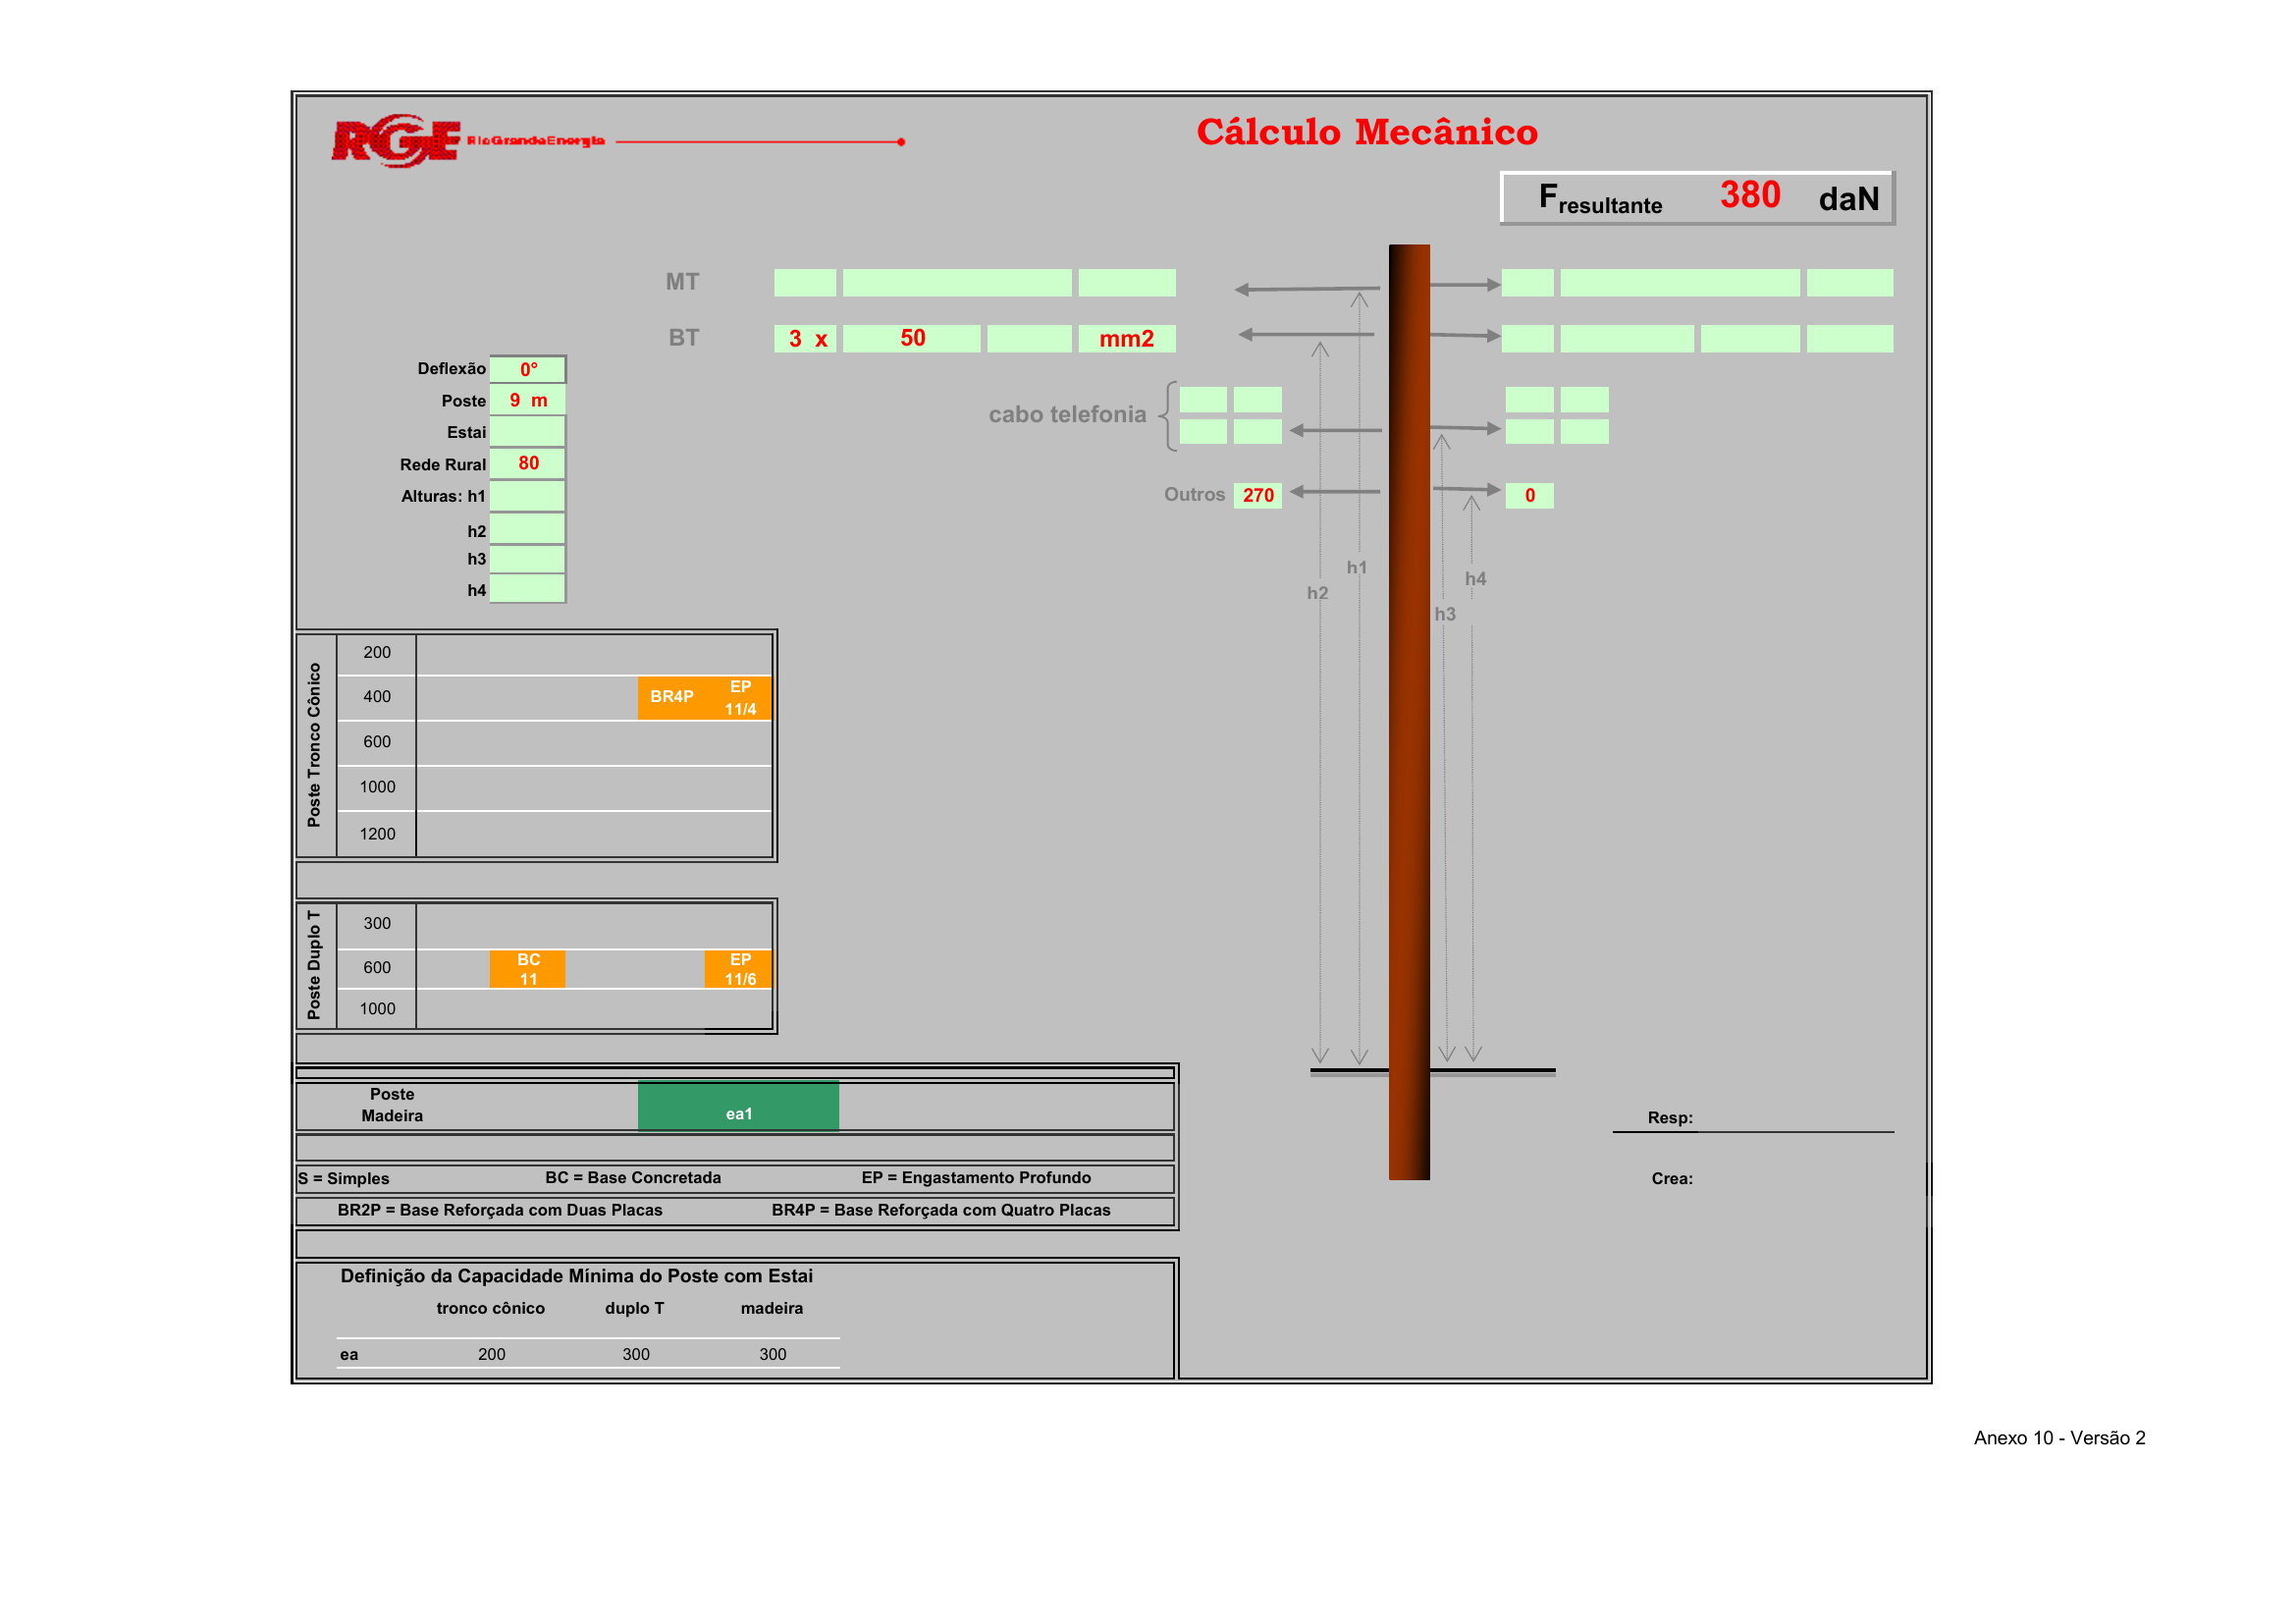 RGE RioGrandeEnergia
Cálculo Mecânico
Fresultante 380 daN
MT
BT 3 x 50 mm2
Deflexão 0°
Poste 9 m
cabo telefonia
Estai
Rede Rural 80
Alturas: h1
Outros 270 0
h2
h3
h4
h1
h2
h4
h3
Poste Tronco Cônico
200
400 BR4P EP 11/4
600
1000
1200
Poste Duplo T
300
600 BC 11 EP 11/6
1000
Poste
Madeira ea1
Resp:
S = Simples BC = Base Concretada EP = Engastamento Profundo
Crea:
BR2P = Base Reforçada com Duas Placas BR4P = Base Reforçada com Quatro Placas
Definição da Capacidade Mínima do Poste com Estai
tronco cônico duplo T madeira
ea 200 300 300
Anexo 10 - Versão 2